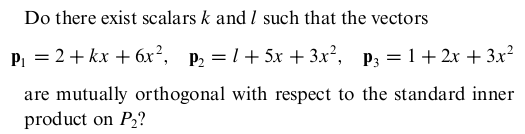 Do there exist scalars k and l such that the vectors
p₁ = 2 + kx + 6x², p₂ = l + 5x + 3x², p₃ = 1 + 2x + 3x²
are mutually orthogonal with respect to the standard inner
product on P₂?